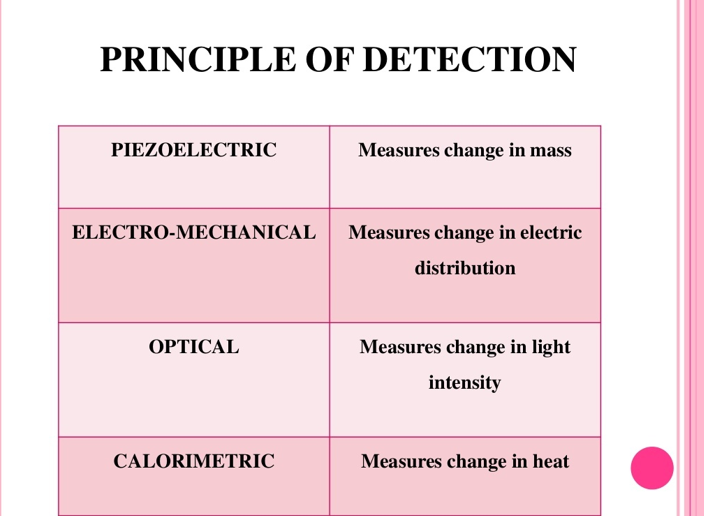 PRINCIPLE OF DETECTION
PIEZOELECTRIC
Measures change in mass
ELECTRO-MECHANICAL
Measures change in electric
distribution
OPTICAL
Measures change in light
intensity
CALORIMETRIC
Measures change in heat